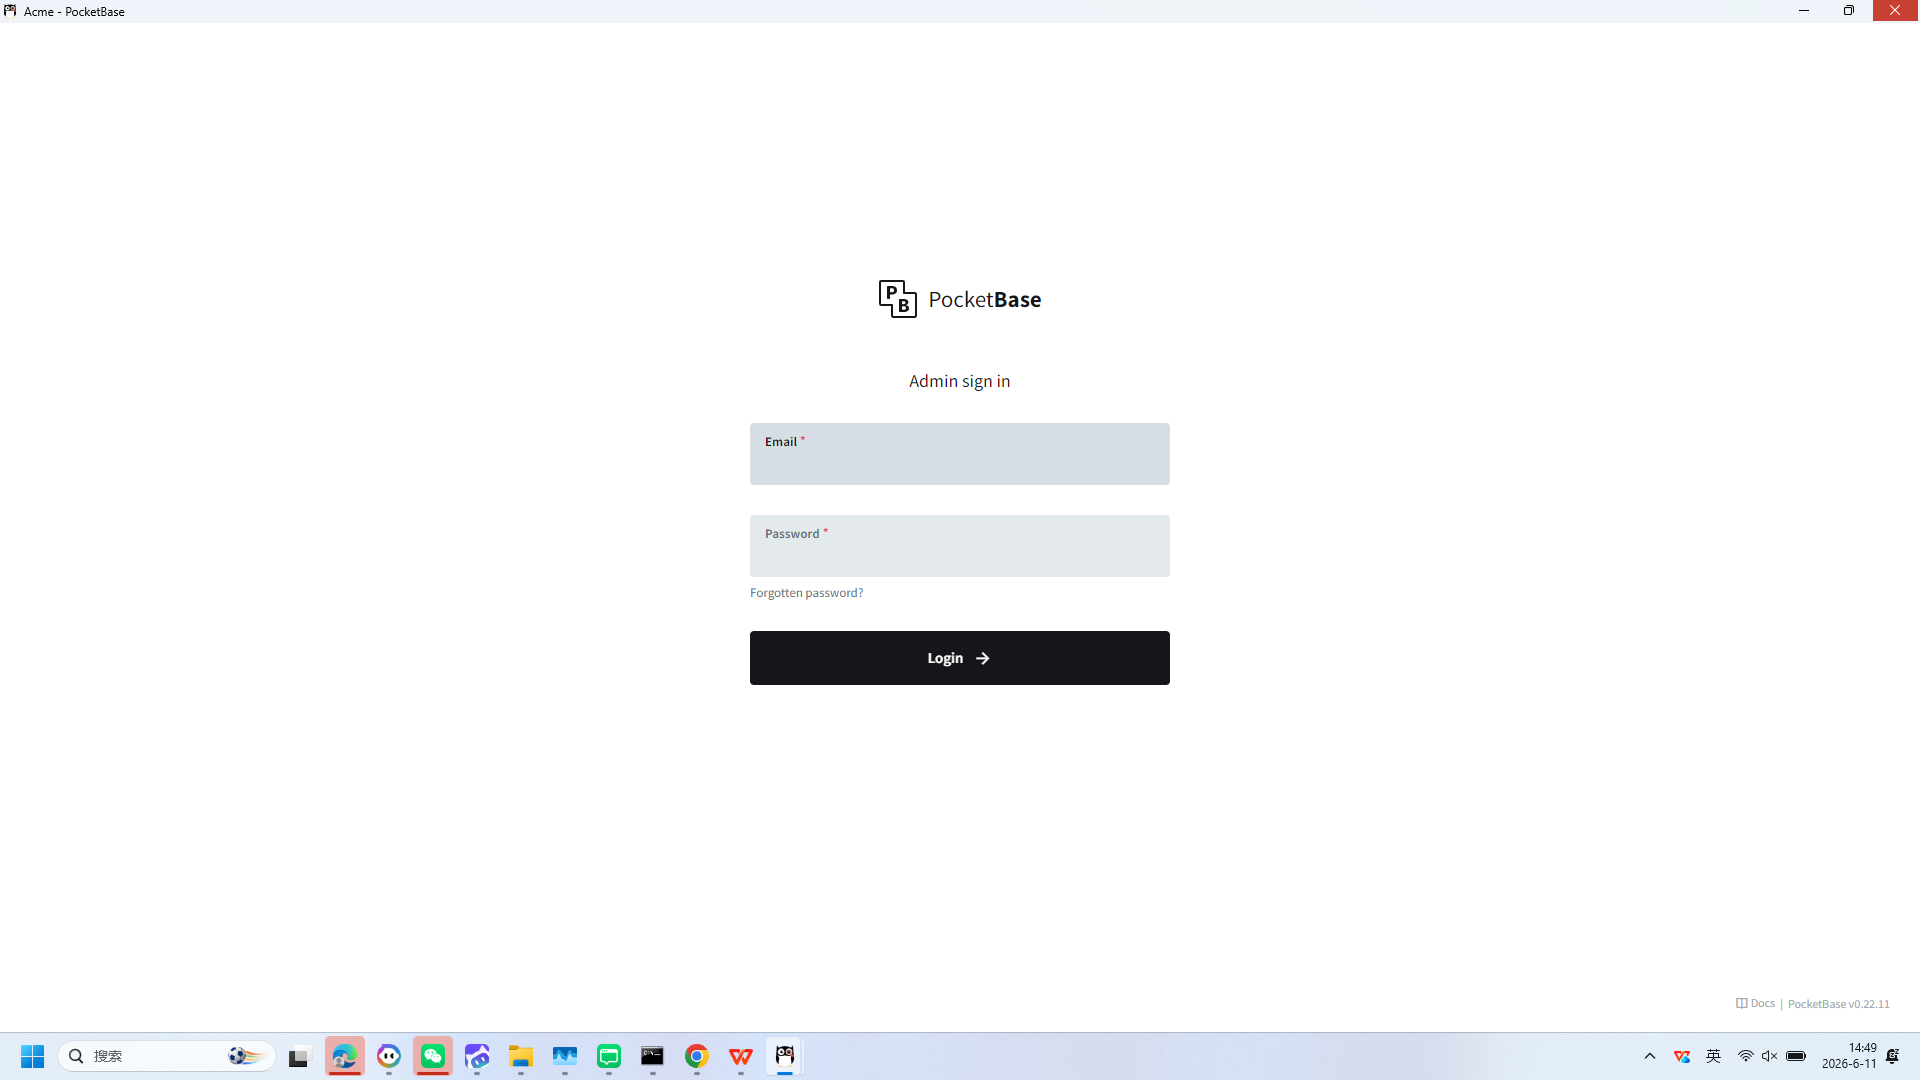 Acme - PocketBase
PB PocketBase
Admin sign in
Email *
Password *
Forgotten password?
Login
Docs | PocketBase v0.22.11
搜索
英
14:49
2026-6-11